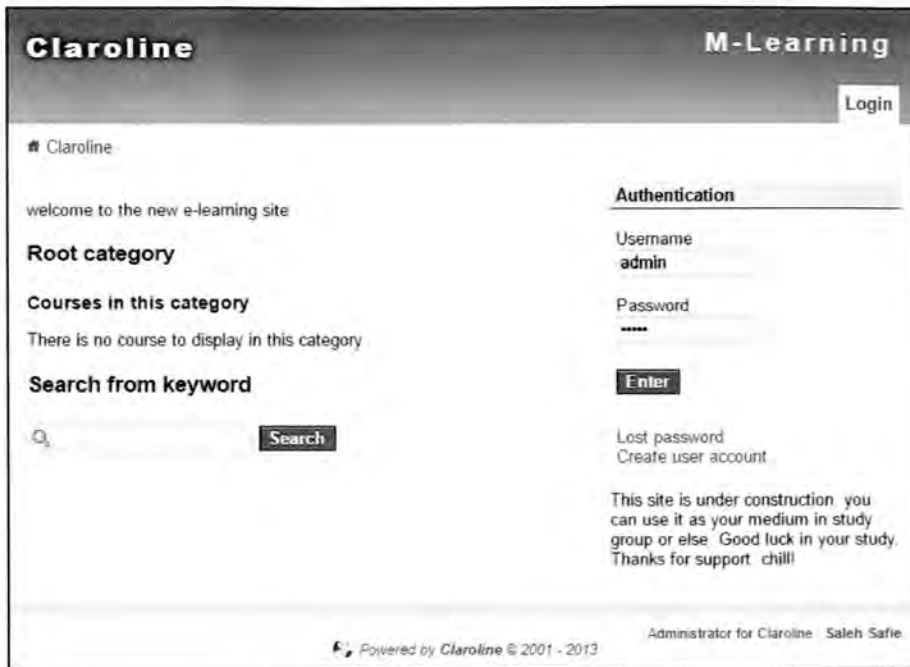 Claroline
M-Learning
Login
Claroline
welcome to the new e-learning site
Root category
Courses in this category
There is no course to display in this category
Search from keyword
Search
Authentication
Username
admin
Password
•••••
Enter
Lost password
Create user account
This site is under construction you
can use it as your medium in study
group or else Good luck in your study.
Thanks for support chill!
Administrator for Claroline Saleh Safie
Powered by Claroline © 2001 - 2013